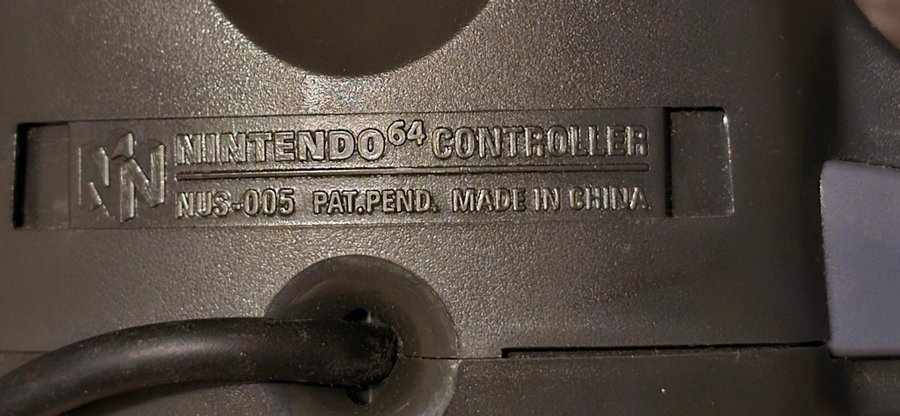 NINTENDO64 CONTROLLER
NUS-005 PAT.PEND. MADE IN CHINA